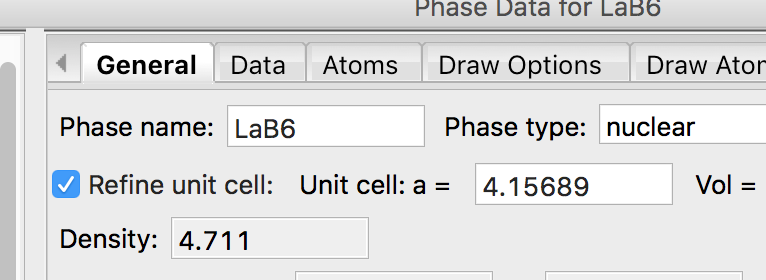 Phase Data for LaB6
General Data Atoms Draw Options Draw Atom
Phase name: LaB6 Phase type: nuclear
Refine unit cell: Unit cell: a = 4.15689 Vol =
Density: 4.711